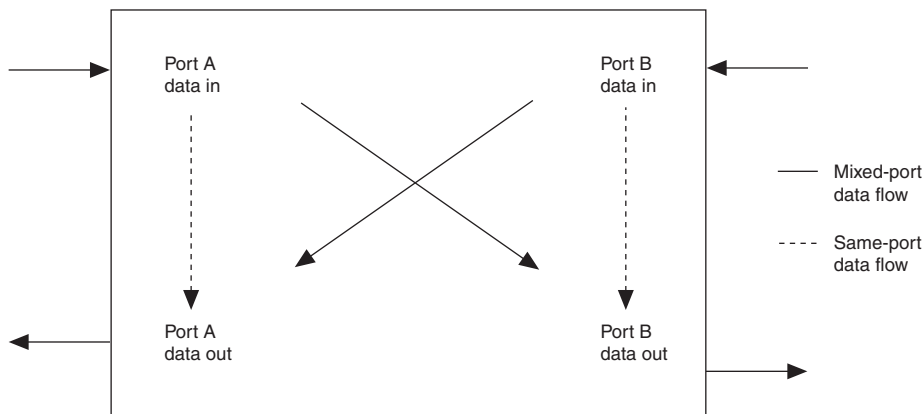 Port A
data in
Port B
data in
Mixed-port
data flow
Same-port
data flow
Port A
data out
Port B
data out